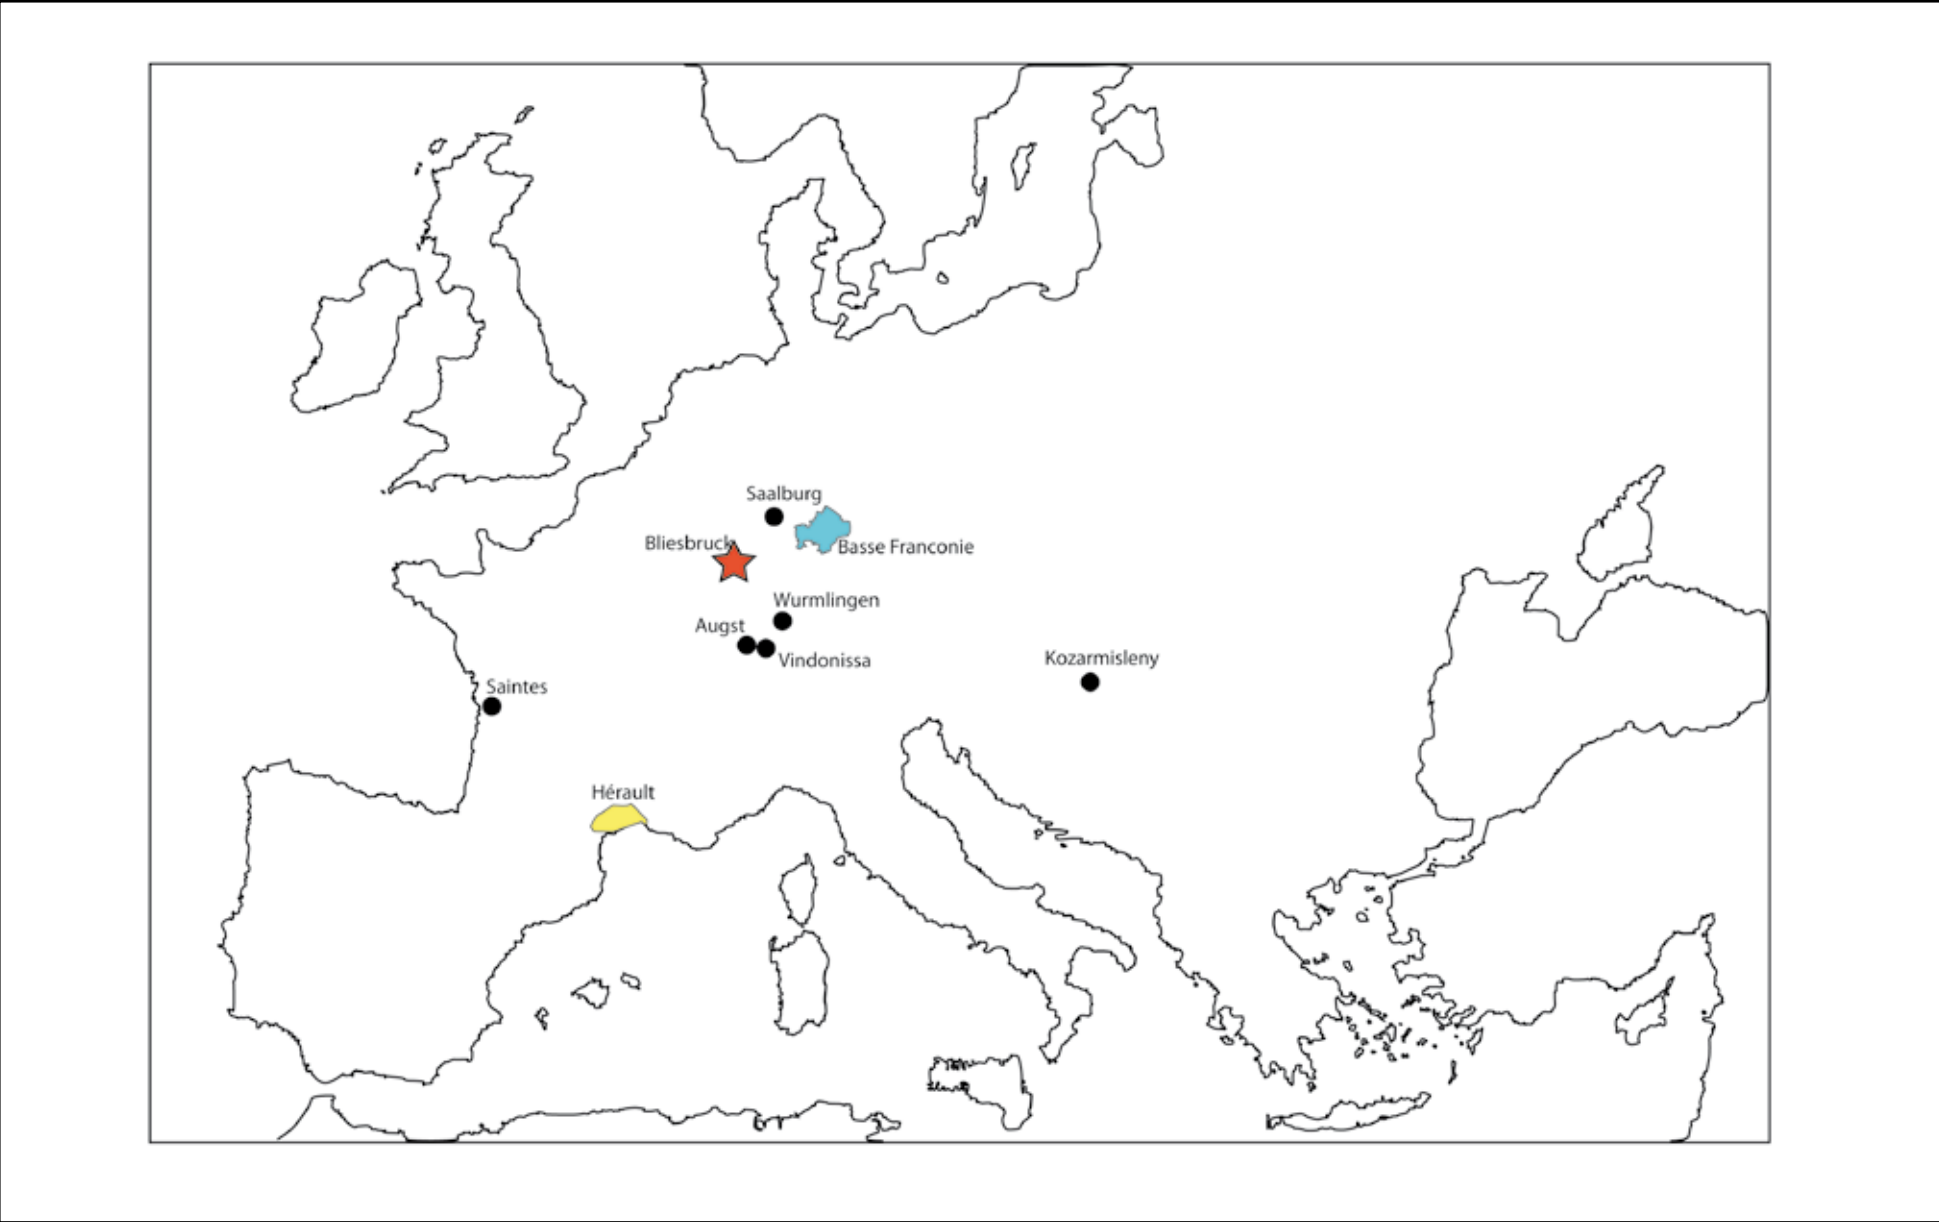 Saalburg
Bliesbruck
Basse Franconie
Wurmlingen
Augst
Vindonissa
Kozarmisleny
Saintes
Hérault